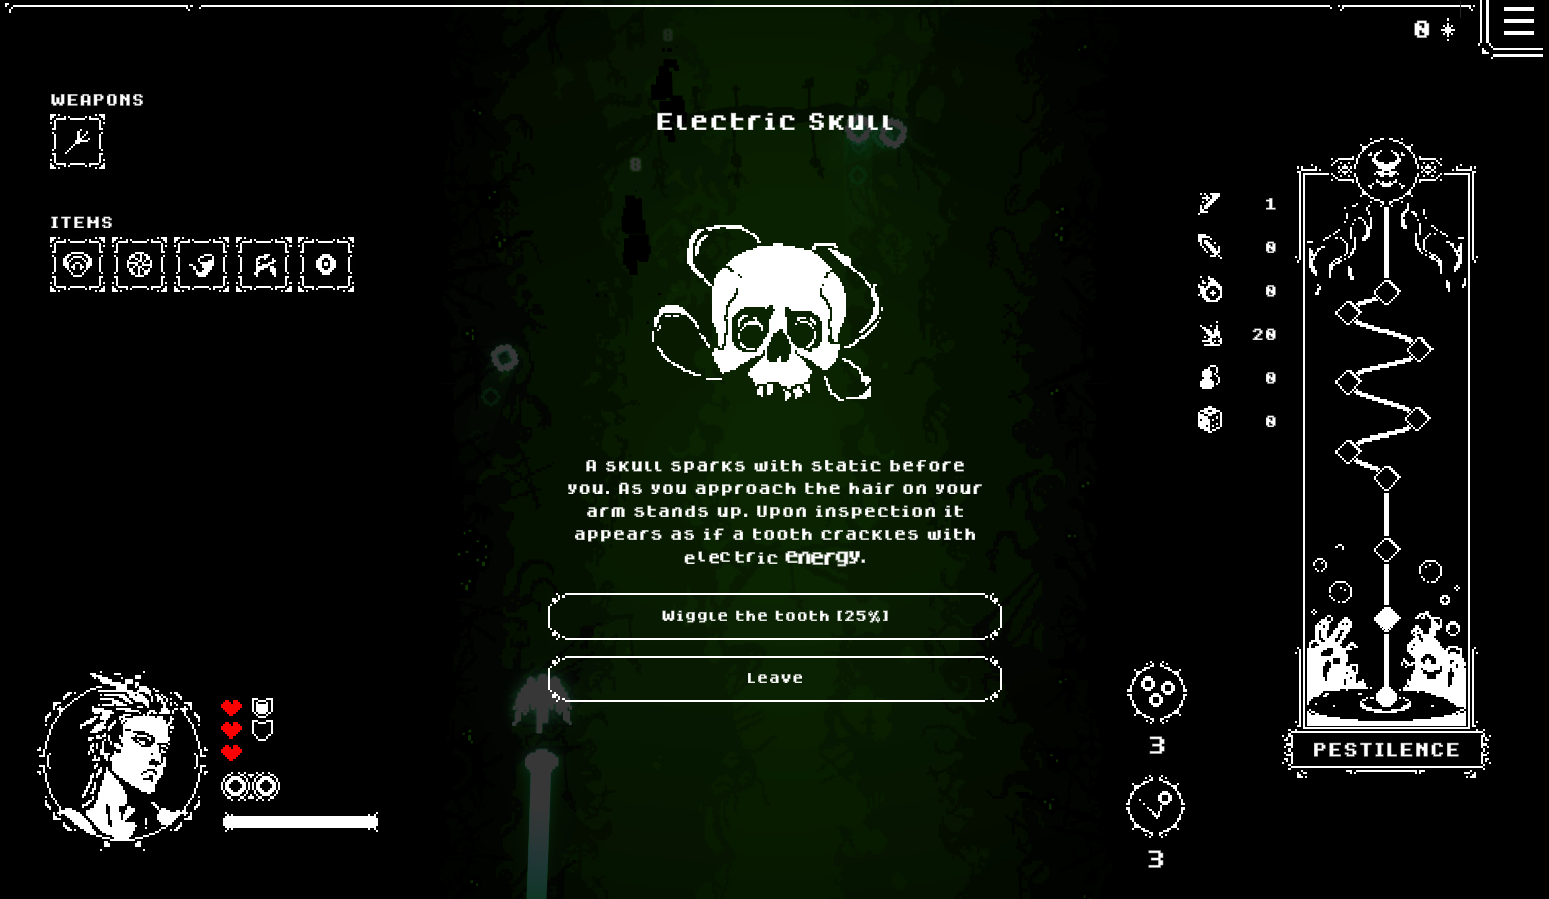 0
WEAPONS
ITEMS
0
0
Electric Skull
A skull sparks with static before
you. As you approach the hair on your
arm stands up. Upon inspection it
appears as if a tooth crackles with
electric energy.
Wiggle the tooth [25%]
Leave
1
0
0
20
0
0
3
3
PESTILENCE